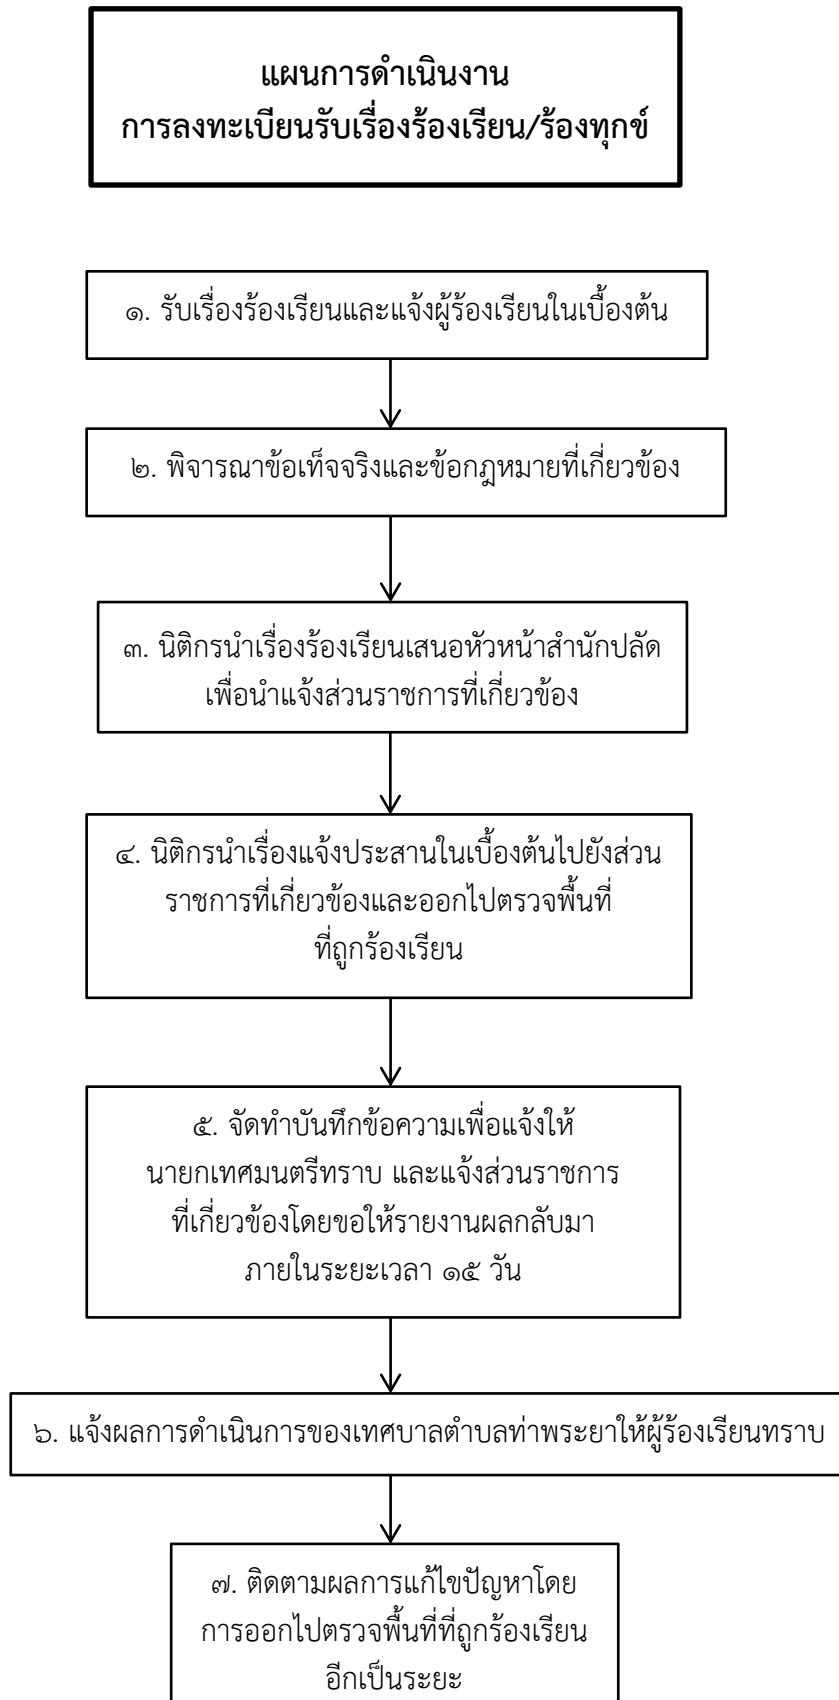 แผนการดำเนินงาน
การลงทะเบียนรับเรื่องร้องเรียน/ร้องทุกข์
๑. รับเรื่องร้องเรียนและแจ้งผู้ร้องเรียนในเบื้องต้น
๒. พิจารณาข้อเท็จจริงและข้อกฎหมายที่เกี่ยวข้อง
๓. นิติกรนำเรื่องร้องเรียนเสนอหัวหน้าสำนักปลัด
เพื่อนำแจ้งส่วนราชการที่เกี่ยวข้อง
๔. นิติกรนำเรื่องแจ้งประสานในเบื้องต้นไปยังส่วน
ราชการที่เกี่ยวข้องและออกไปตรวจพื้นที่
ที่ถูกร้องเรียน
๕. จัดทำบันทึกข้อความเพื่อแจ้งให้
นายกเทศมนตรีทราบ และแจ้งส่วนราชการ
ที่เกี่ยวข้องโดยขอให้รายงานผลกลับมา
ภายในระยะเวลา ๑๕ วัน
๖. แจ้งผลการดำเนินการของเทศบาลตำบลท่าพระยาให้ผู้ร้องเรียนทราบ
๗. ติดตามผลการแก้ไขปัญหาโดย
การออกไปตรวจพื้นที่ที่ถูกร้องเรียน
อีกเป็นระยะ